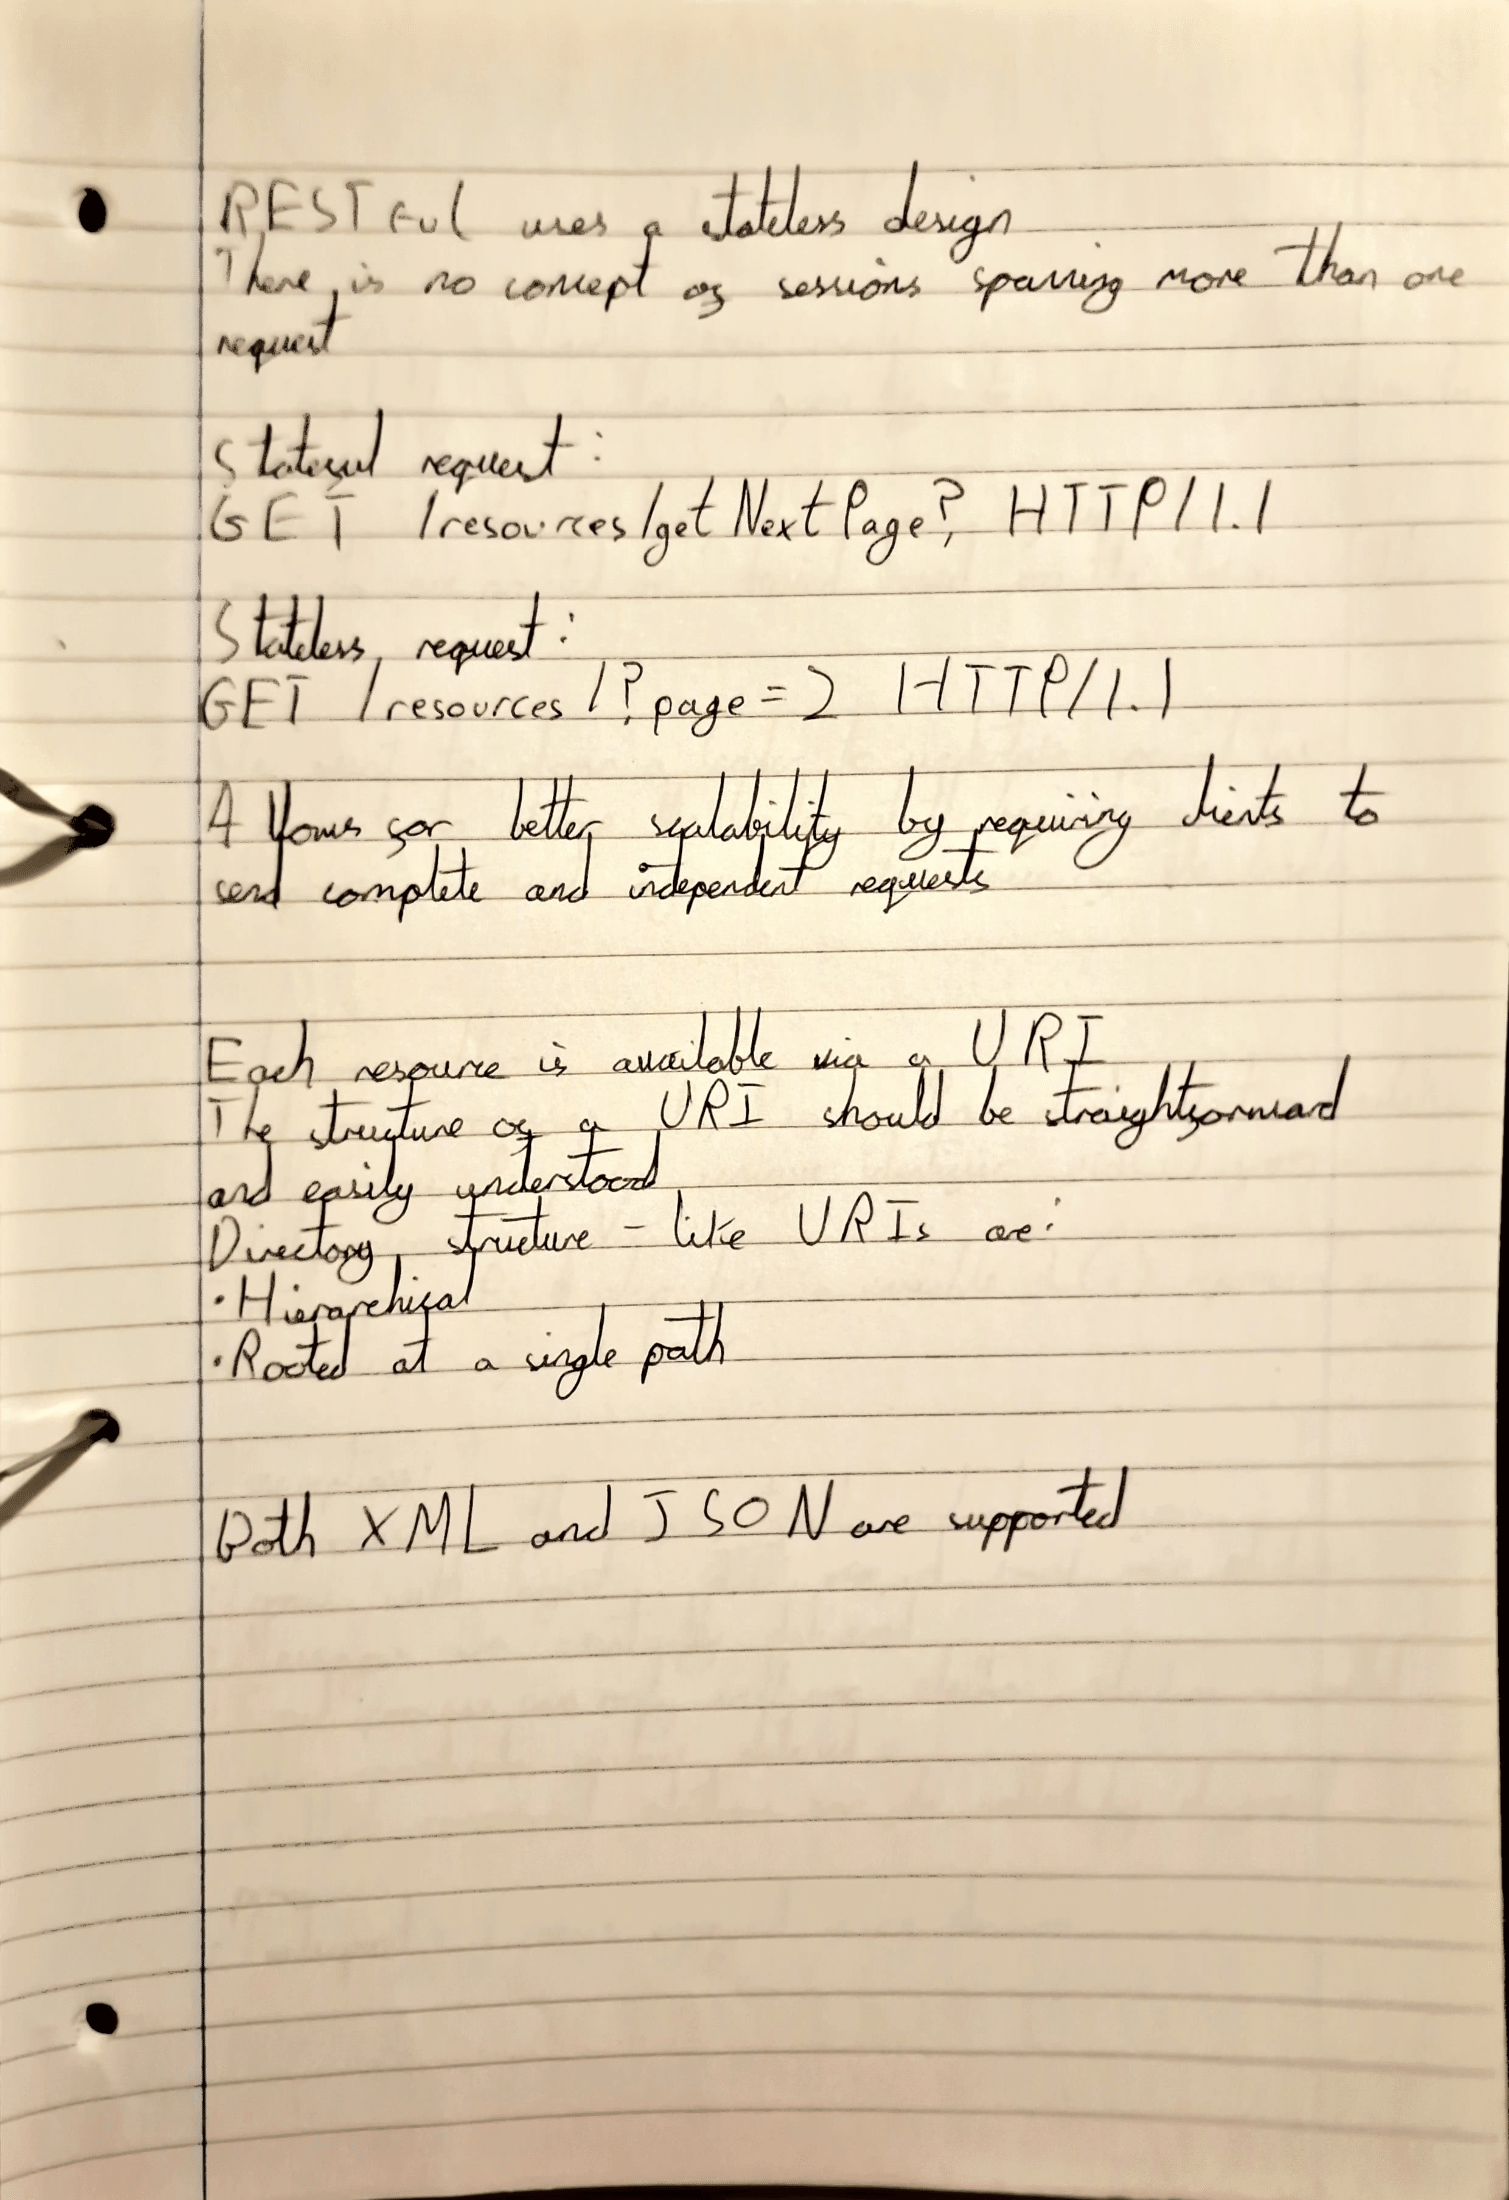 RESTful uses a stateless design
There is no concept of sessions spanning more than one
request
Stateful request:
GET /resources/getNextPage? HTTP/1.1
Stateless request:
GET /resources/?page=2 HTTP/1.1
Allows for better scalability by requiring clients to
send complete and independent requests
Each resource is available via a URI
The structure of a URI should be straightforward
and easily understood
Directory structure-like URIs are:
• Hierarchical
• Rooted at a single path
Both XML and JSON are supported